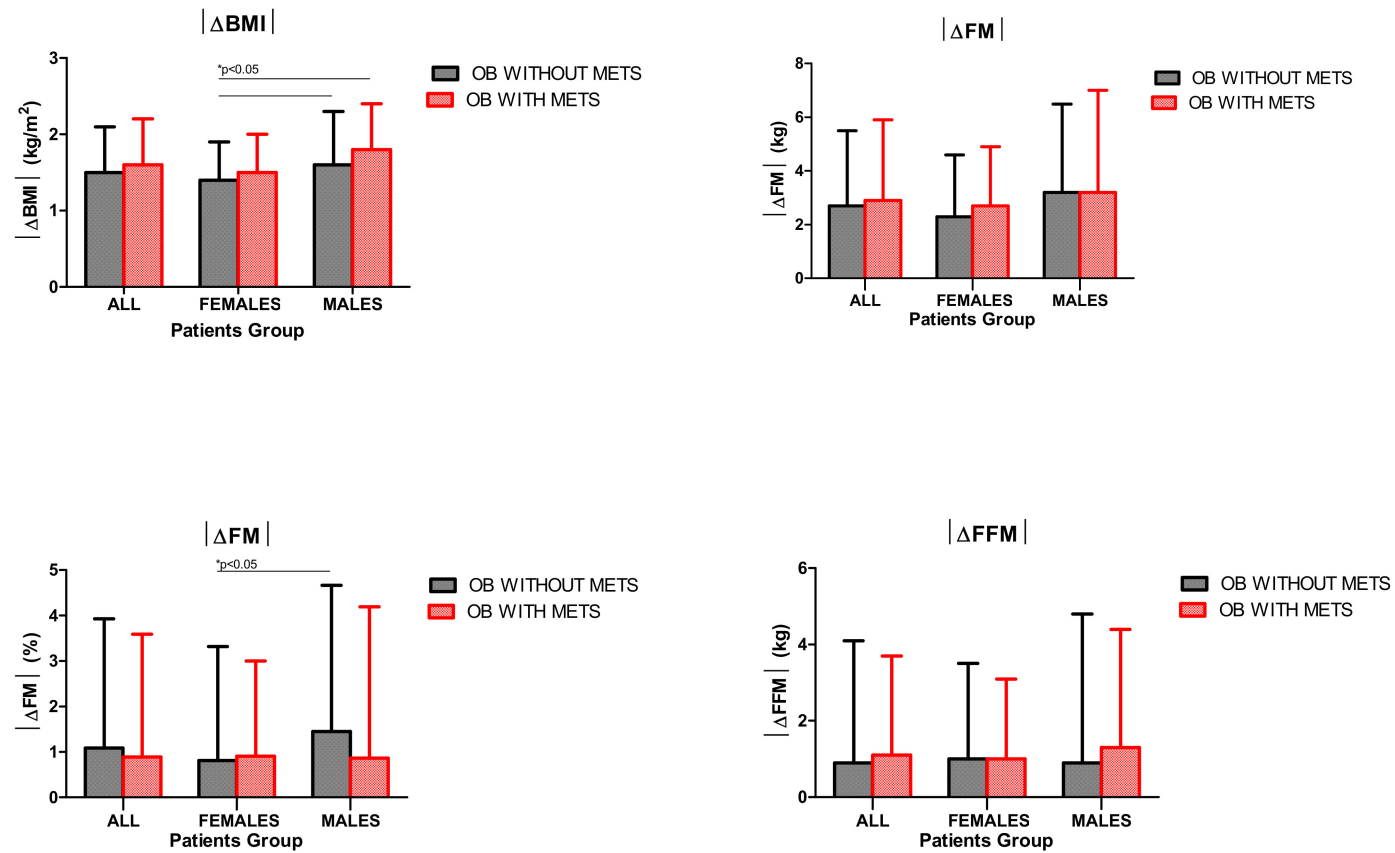 |ΔBMI|
*p<0.05
OB WITHOUT METS
OB WITH METS
|ΔBMI| (kg/m²)
3
2
1
0
ALL FEMALES MALES
Patients Group
|ΔFM|
OB WITHOUT METS
OB WITH METS
|ΔFM| (kg)
8
6
4
2
0
ALL FEMALES MALES
Patients Group
|ΔFM|
*p<0.05
OB WITHOUT METS
OB WITH METS
|ΔFM| (%)
5
4
3
2
1
0
ALL FEMALES MALES
Patients Group
|ΔFFM|
OB WITHOUT METS
OB WITH METS
|ΔFFM| (kg)
6
4
2
0
ALL FEMALES MALES
Patients Group